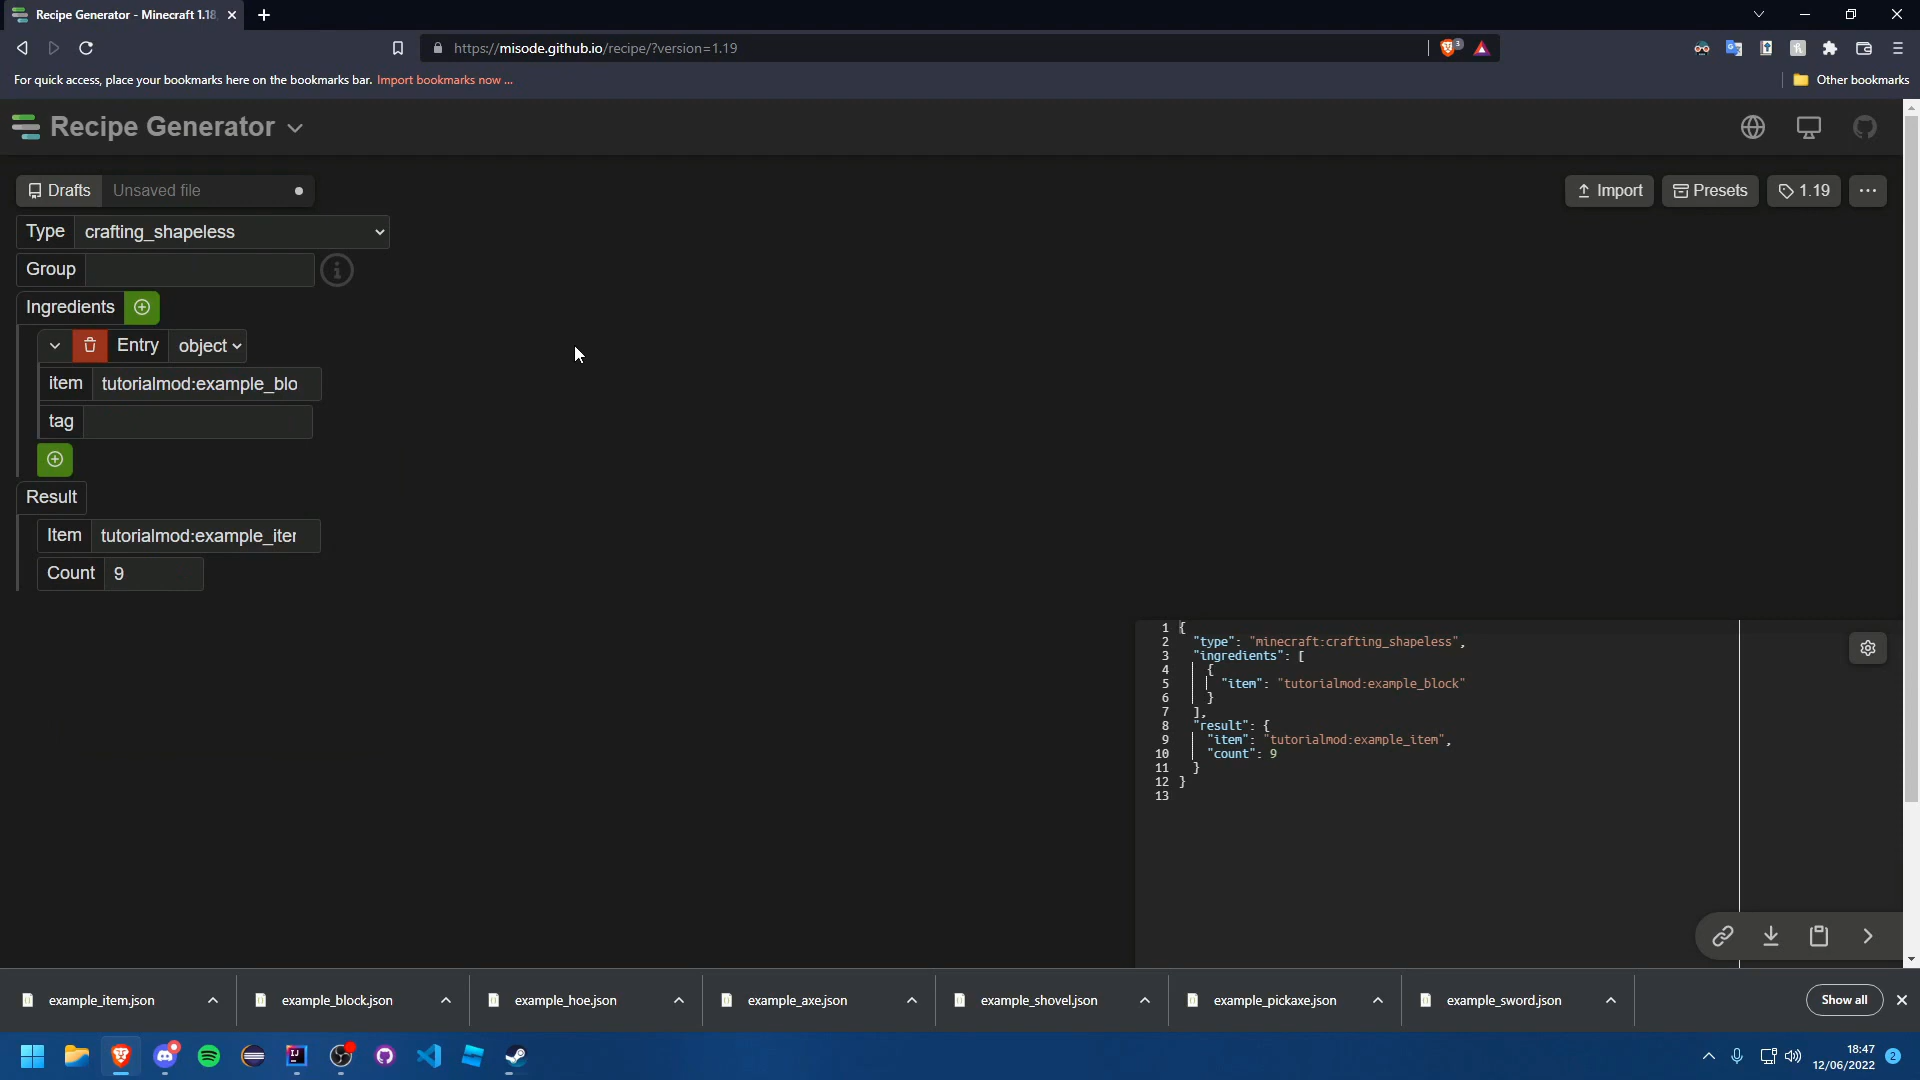 Recipe Generator - Minecraft 1.18
https://misode.github.io/recipe/?version=1.19
3
For quick access, place your bookmarks here on the bookmarks bar. Import bookmarks now ...
Other bookmarks
Recipe Generator
Drafts
Unsaved file
Import
Presets
1.19
Type
crafting_shapeless
Group
Ingredients
Entry
object
item
tutorialmod:example_blo
tag
Result
Item
tutorialmod:example_iter
Count
9
1 {
2 "type": "minecraft:crafting_shapeless",
3 "ingredients": [
4 {
5 "item": "tutorialmod:example_block"
6 }
7 ],
8 "result": {
9 "item": "tutorialmod:example_item",
10 "count": 9
11 }
12 }
13
example_item.json
example_block.json
example_hoe.json
example_axe.json
example_shovel.json
example_pickaxe.json
example_sword.json
Show all
18:47
12/06/2022
2